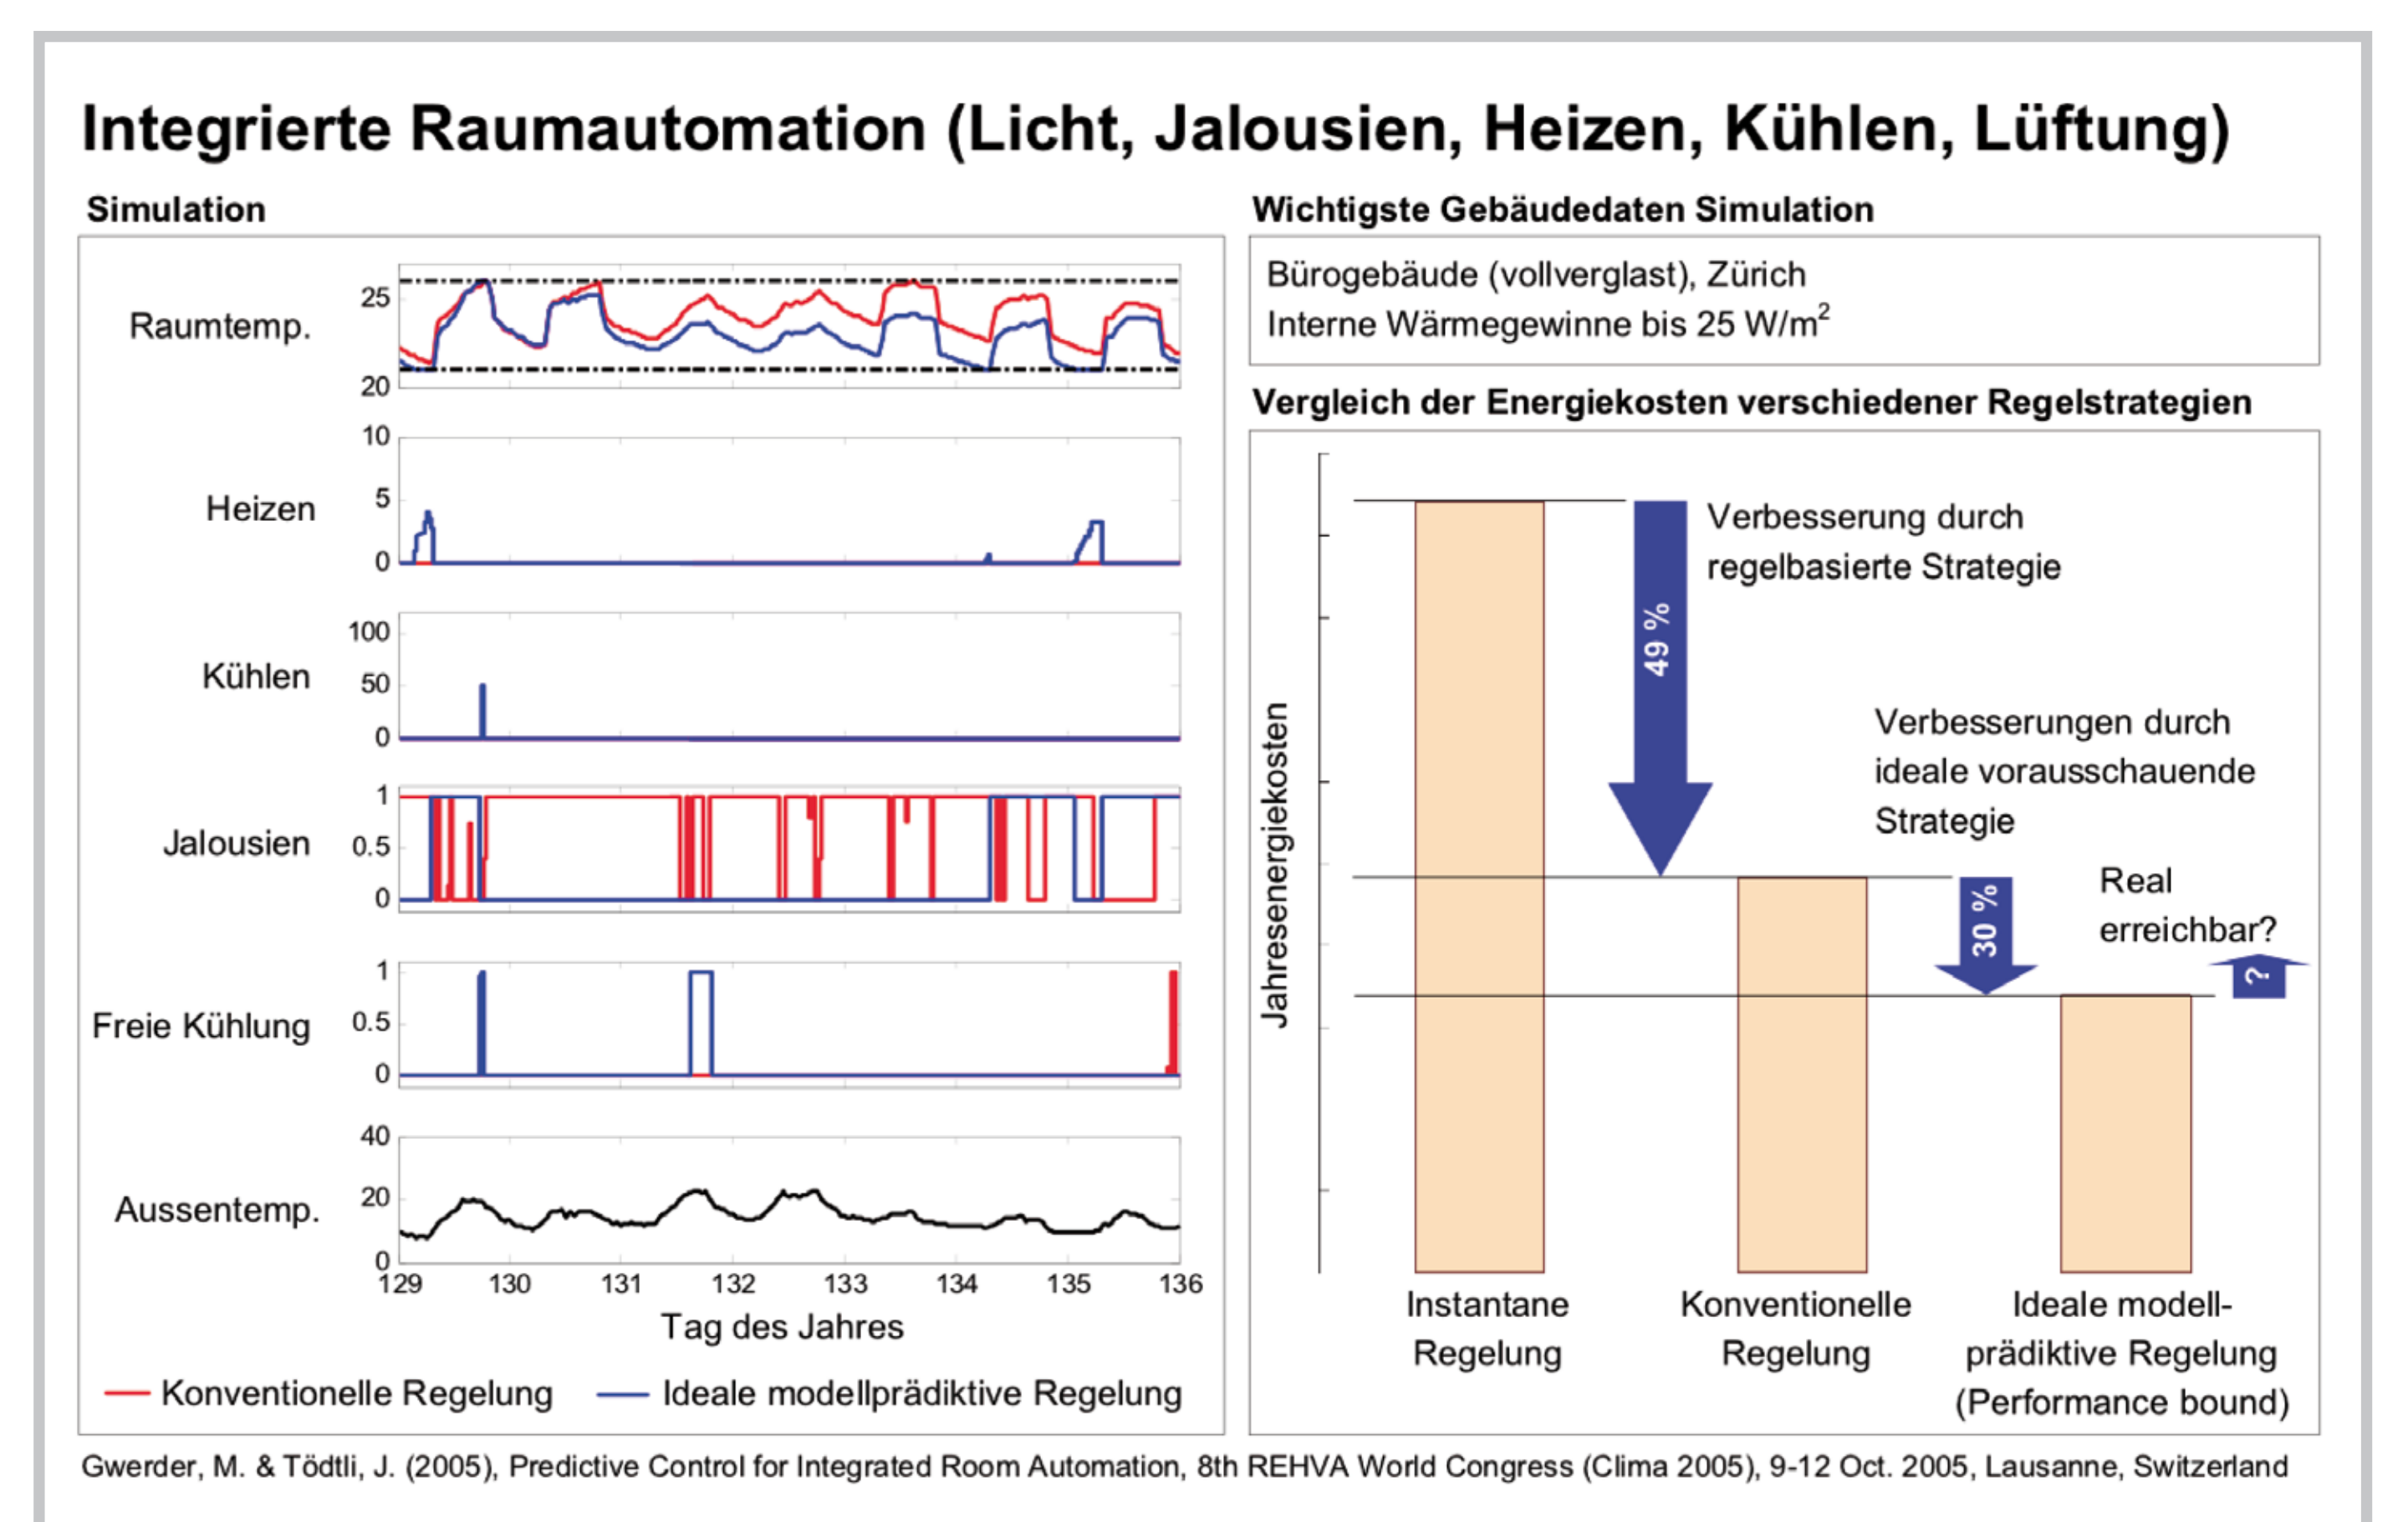 Integrierte Raumautomation (Licht, Jalousien, Heizen, Kühlen, Lüftung)
Simulation
Raumtemp.
25
20
Heizen
10
5
0
Kühlen
100
50
0
Jalousien
1
0.5
0
Freie Kühlung
1
0.5
0
Aussentemp.
40
20
0
129 130 131 132 133 134 135 136
Tag des Jahres
Konventionelle Regelung Ideale modellprädiktive Regelung
Wichtigste Gebäudedaten Simulation
Bürogebäude (vollverglast), Zürich
Interne Wärmegewinne bis 25 W/m²
Vergleich der Energiekosten verschiedener Regelstrategien
Jahresenergiekosten
49 %
Verbesserung durch
regelbasierte Strategie
Verbesserungen durch
ideale vorausschauende
Strategie
30 %
Real
erreichbar?
?
Instantane
Regelung
Konventionelle
Regelung
Ideale modell-
prädiktive Regelung
(Performance bound)
Gwerder, M. & Tödtli, J. (2005), Predictive Control for Integrated Room Automation, 8th REHVA World Congress (Clima 2005), 9-12 Oct. 2005, Lausanne, Switzerland